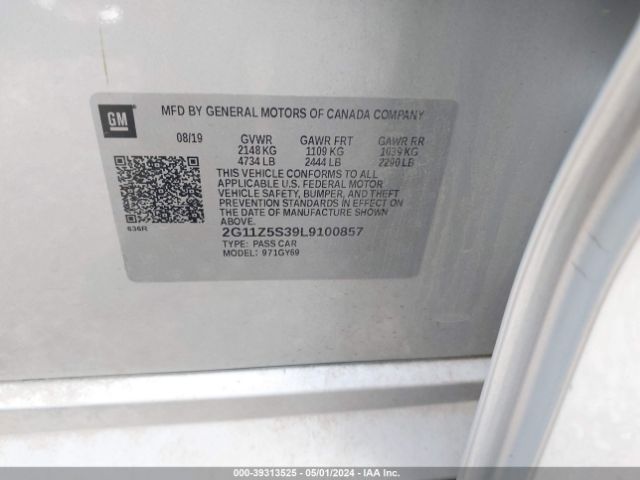 GM
MFD BY GENERAL MOTORS OF CANADA COMPANY
08/19 GVWR GAWR FRT GAWR RR
2148 KG 1109 KG 1039 KG
4734 LB 2444 LB 2290 LB
THIS VEHICLE CONFORMS TO ALL
APPLICABLE U.S. FEDERAL MOTOR
VEHICLE SAFETY, BUMPER, AND THEFT
PREVENTION STANDARDS IN EFFECT ON
THE DATE OF MANUFACTURE SHOWN
ABOVE.
636R
2G11Z5S39L9100857
TYPE: PASS CAR
MODEL: 971GY69
000-39313525 - 05/01/2024 - IAA Inc.